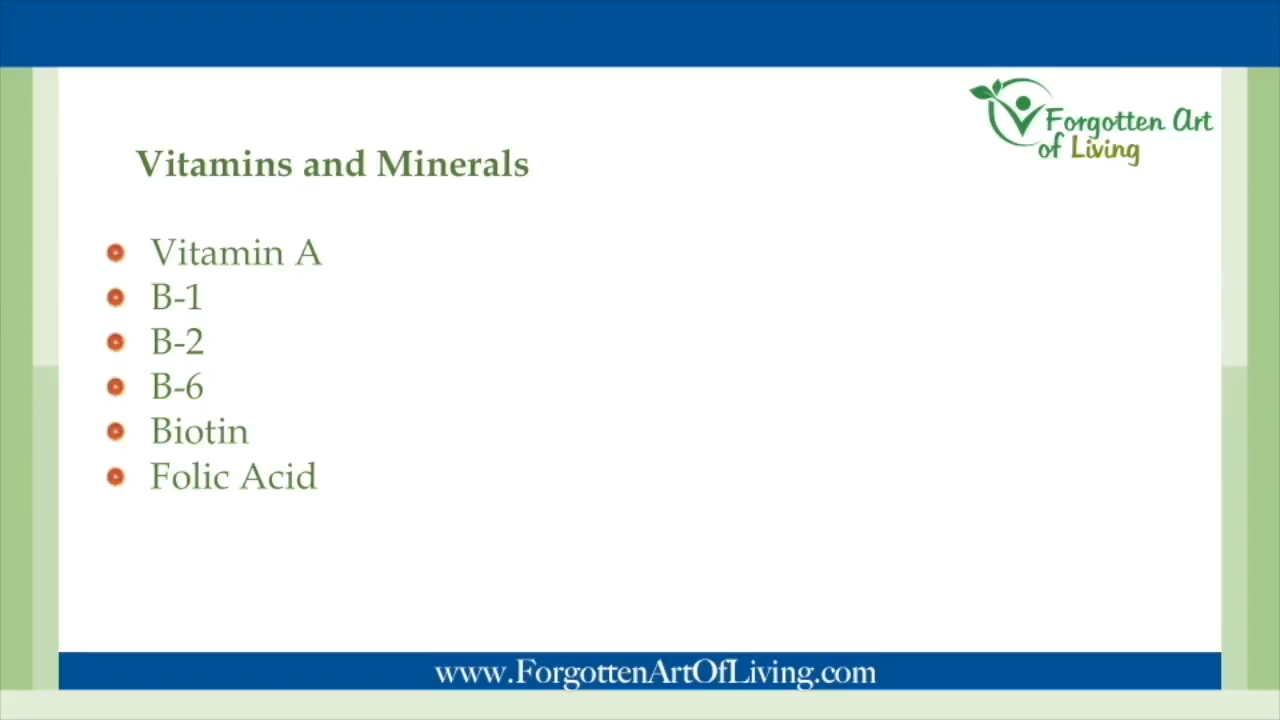 Forgotten Art
of Living
Vitamins and Minerals
Vitamin A
B-1
B-2
B-6
Biotin
Folic Acid
www.ForgottenArtOfLiving.com